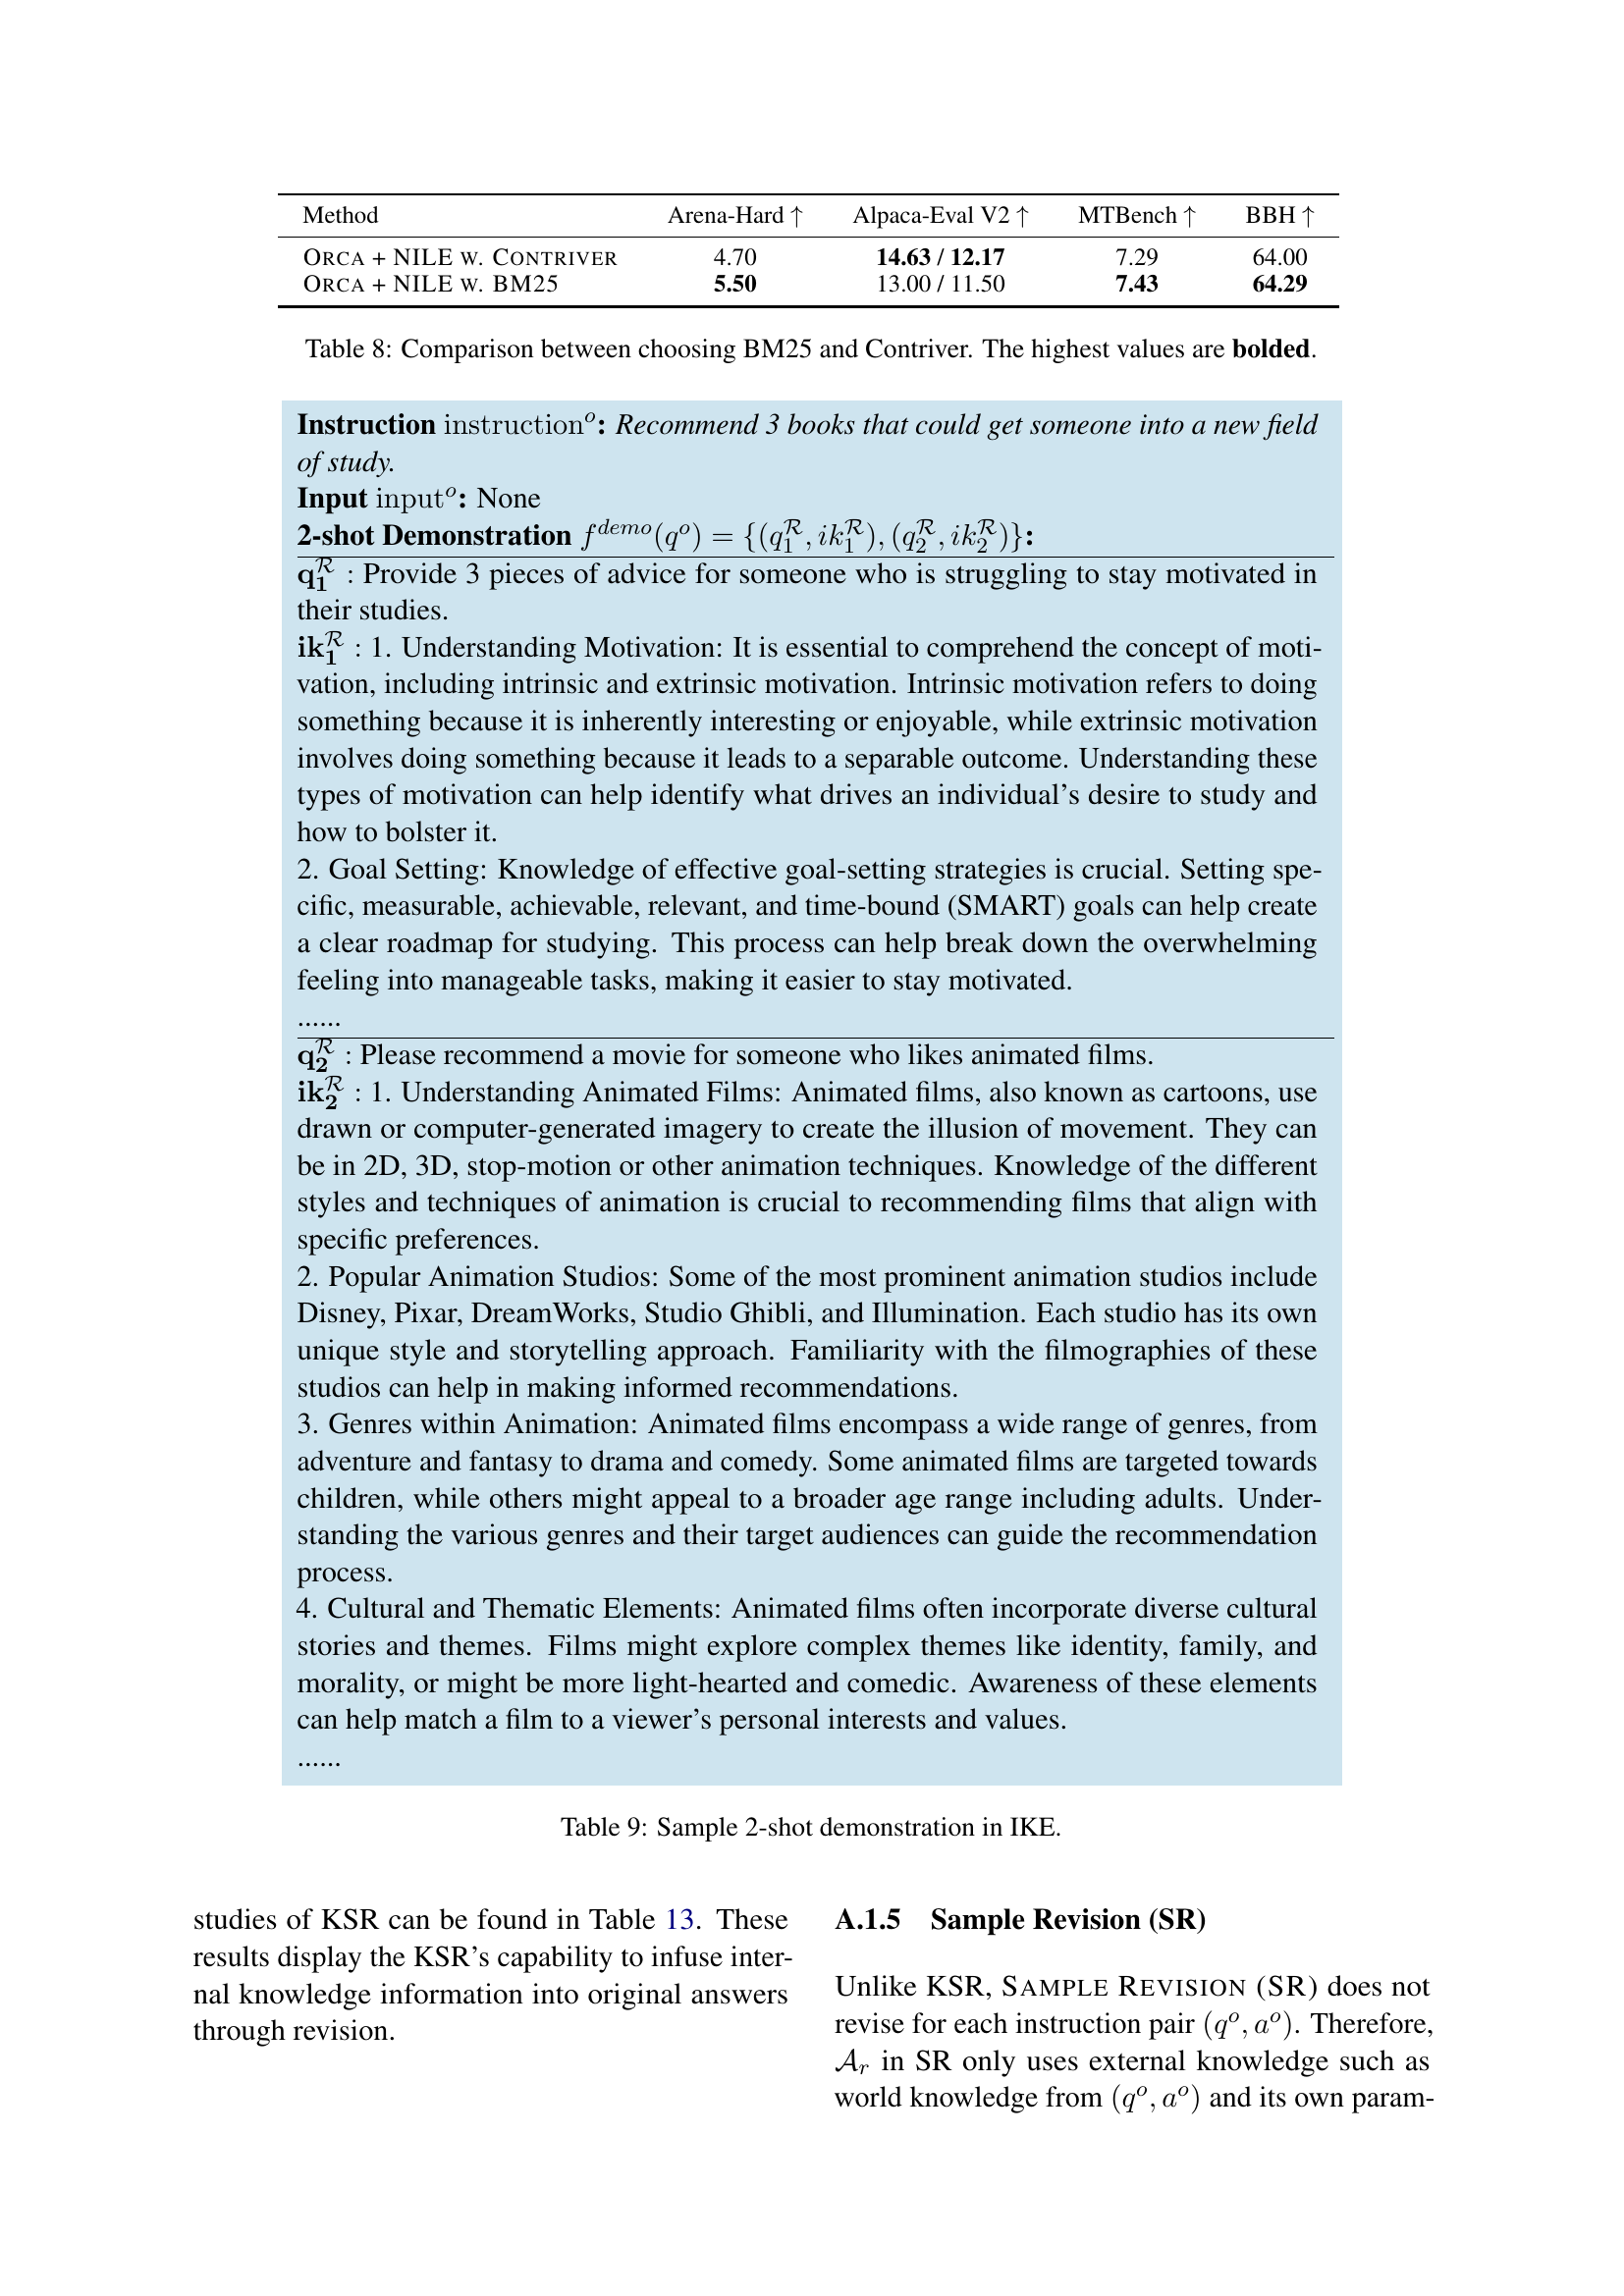 Method Arena-Hard ↑ Alpaca-Eval V2 ↑ MTBench ↑ BBH ↑
ORCA + NILE W. CONTRIVER 4.70 14.63 / 12.17 7.29 64.00
ORCA + NILE W. BM25 5.50 13.00 / 11.50 7.43 64.29
Table 8: Comparison between choosing BM25 and Contriver. The highest values are bolded.
Instruction instruction^o: Recommend 3 books that could get someone into a new field
of study.
Input input^o: None
2-shot Demonstration f^{demo}(q^o) = {(q_1^R, ik_1^R), (q_2^R, ik_2^R)}:
q_1^R : Provide 3 pieces of advice for someone who is struggling to stay motivated in
their studies.
ik_1^R : 1. Understanding Motivation: It is essential to comprehend the concept of moti-
vation, including intrinsic and extrinsic motivation. Intrinsic motivation refers to doing
something because it is inherently interesting or enjoyable, while extrinsic motivation
involves doing something because it leads to a separable outcome. Understanding these
types of motivation can help identify what drives an individual's desire to study and
how to bolster it.
2. Goal Setting: Knowledge of effective goal-setting strategies is crucial. Setting spe-
cific, measurable, achievable, relevant, and time-bound (SMART) goals can help create
a clear roadmap for studying. This process can help break down the overwhelming
feeling into manageable tasks, making it easier to stay motivated.
......
q_2^R : Please recommend a movie for someone who likes animated films.
ik_2^R : 1. Understanding Animated Films: Animated films, also known as cartoons, use
drawn or computer-generated imagery to create the illusion of movement. They can
be in 2D, 3D, stop-motion or other animation techniques. Knowledge of the different
styles and techniques of animation is crucial to recommending films that align with
specific preferences.
2. Popular Animation Studios: Some of the most prominent animation studios include
Disney, Pixar, DreamWorks, Studio Ghibli, and Illumination. Each studio has its own
unique style and storytelling approach. Familiarity with the filmographies of these
studios can help in making informed recommendations.
3. Genres within Animation: Animated films encompass a wide range of genres, from
adventure and fantasy to drama and comedy. Some animated films are targeted towards
children, while others might appeal to a broader age range including adults. Under-
standing the various genres and their target audiences can guide the recommendation
process.
4. Cultural and Thematic Elements: Animated films often incorporate diverse cultural
stories and themes. Films might explore complex themes like identity, family, and
morality, or might be more light-hearted and comedic. Awareness of these elements
can help match a film to a viewer's personal interests and values.
......
Table 9: Sample 2-shot demonstration in IKE.
studies of KSR can be found in Table 13. These
results display the KSR's capability to infuse inter-
nal knowledge information into original answers
through revision.
A.1.5 Sample Revision (SR)
Unlike KSR, SAMPLE REVISION (SR) does not
revise for each instruction pair (q^o, a^o). Therefore,
A_r in SR only uses external knowledge such as
world knowledge from (q^o, a^o) and its own param-